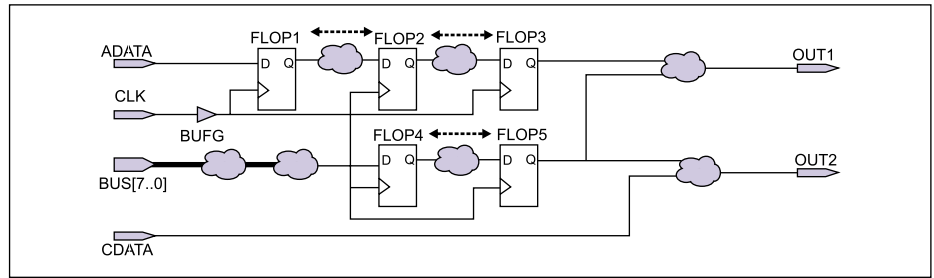 FLOP1
FLOP2
FLOP3
ADATA
D Q
D Q
D Q
OUT1
CLK
BUFG
FLOP4
FLOP5
D Q
D Q
BUS[7..0]
OUT2
CDATA